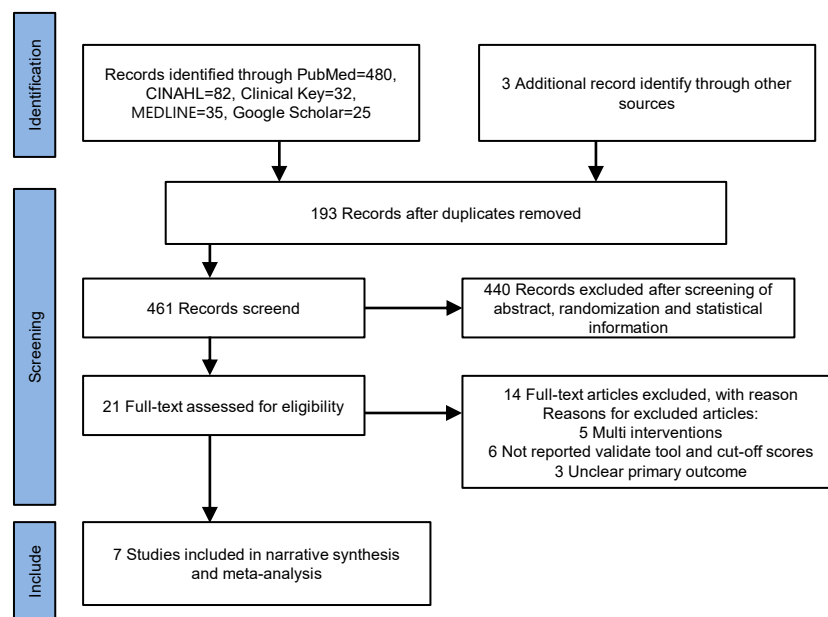 Identification
Records identified through PubMed=480,
CINAHL=82, Clinical Key=32,
MEDLINE=35, Google Scholar=25
3 Additional record identify through other
sources
Screening
193 Records after duplicates removed
461 Records screend
440 Records excluded after screening of
abstract, randomization and statistical
information
21 Full-text assessed for eligibility
14 Full-text articles excluded, with reason
Reasons for excluded articles:
5 Multi interventions
6 Not reported validate tool and cut-off scores
3 Unclear primary outcome
Include
7 Studies included in narrative synthesis
and meta-analysis